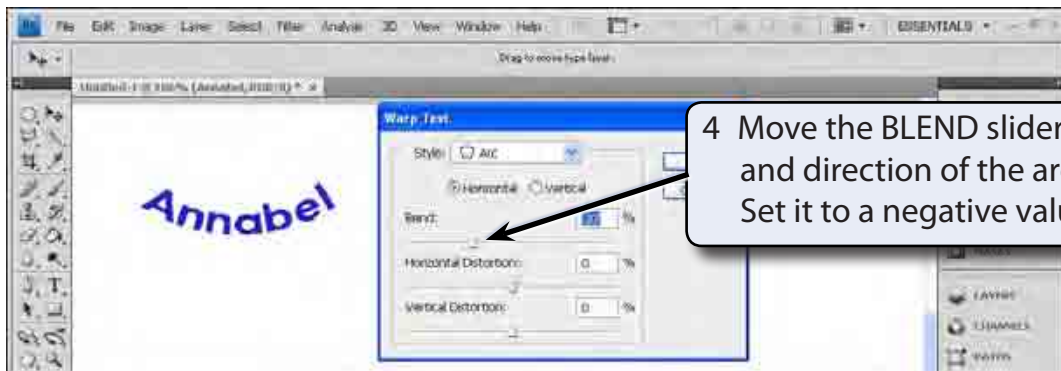 File Edit Image Layer Select Filter Analysis 3D View Window Help ESSENTIALS
Drag to move type layer.
Warp Text
Style: Arc
Horizontal Vertical
Bend: %
Horizontal Distortion: 0 %
Vertical Distortion: 0 %
Annabel
4 Move the BLEND slider
and direction of the ar
Set it to a negative val
LAYERS
CHANNELS
PATHS